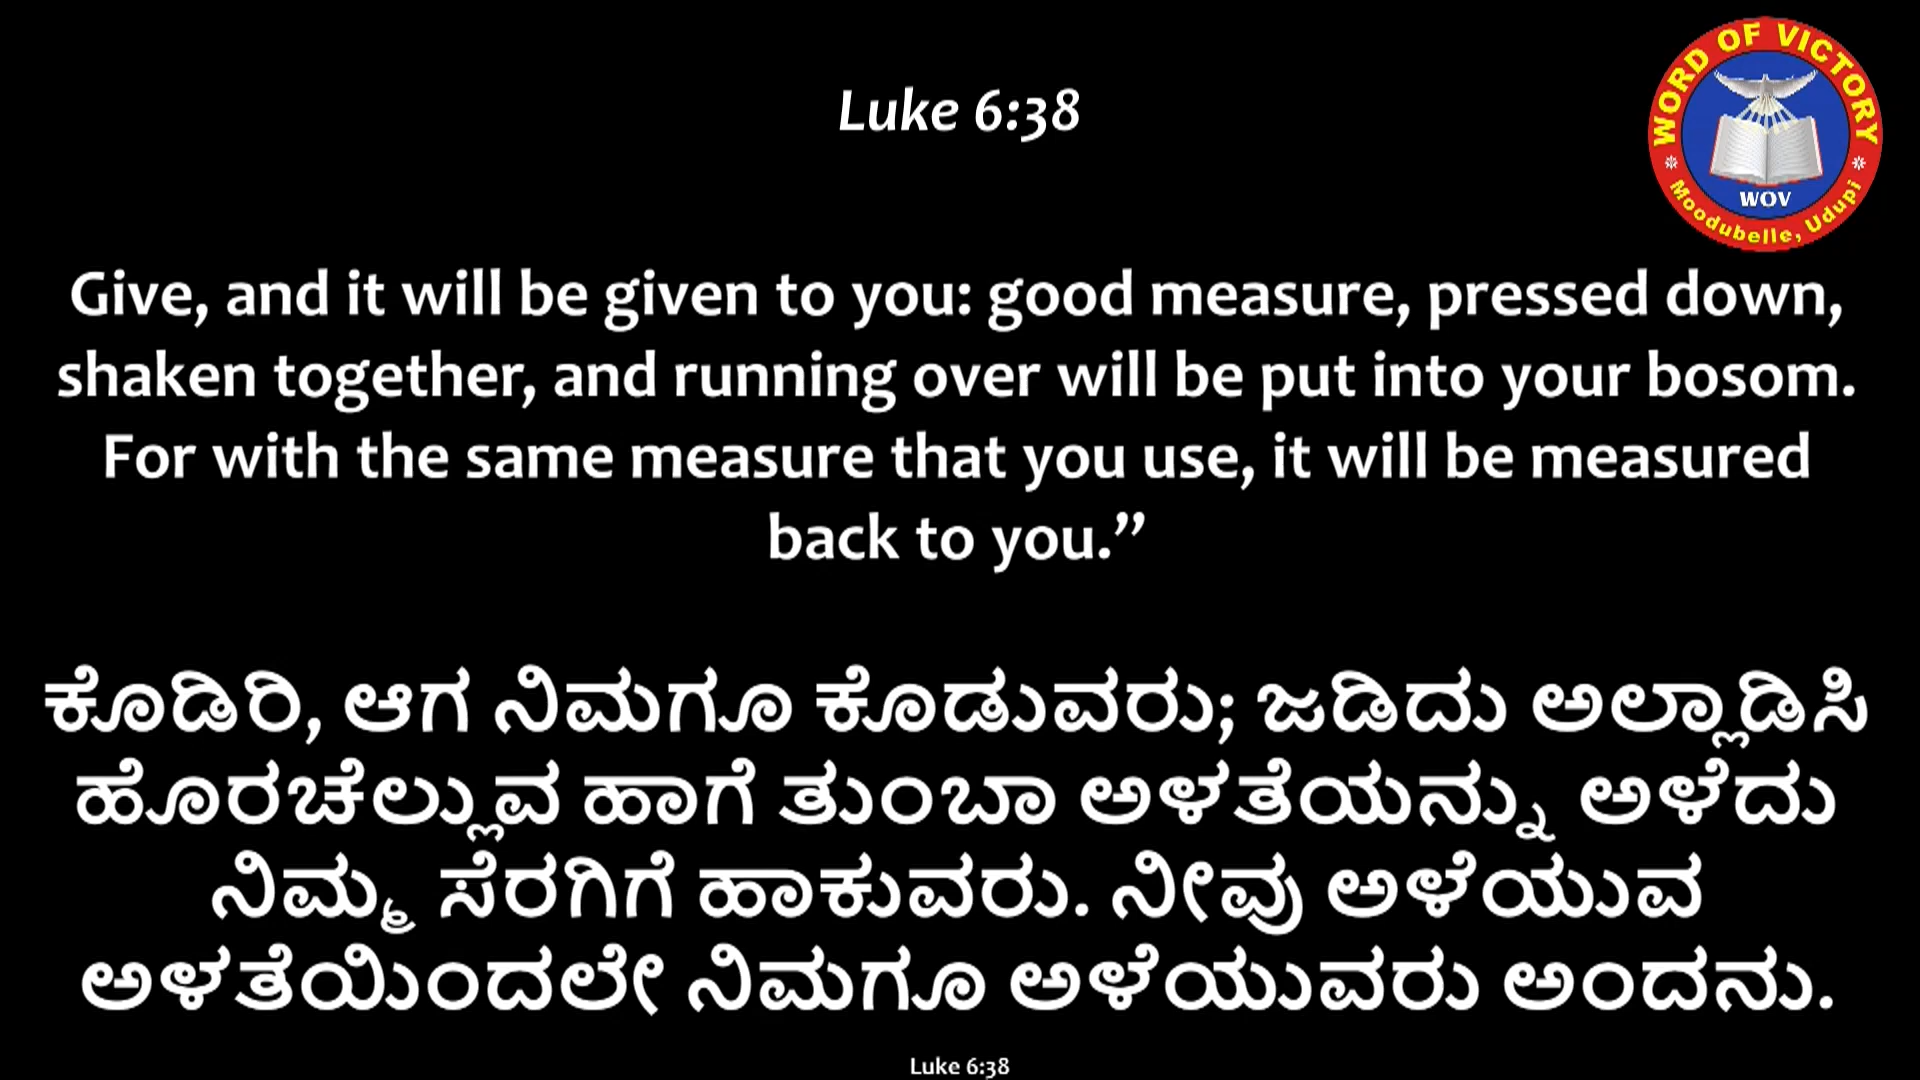 Luke 6:38
WORD OF VICTORY
WOV
Moodubelle, Udupi
Give, and it will be given to you: good measure, pressed down,
shaken together, and running over will be put into your bosom.
For with the same measure that you use, it will be measured
back to you.”
ಕೊಡಿರಿ, ಆಗ ನಿಮಗೂ ಕೊಡುವರು; ಜಡಿದು ಅಲ್ಲಾಡಿಸಿ
ಹೊರಚೆಲ್ಲುವ ಹಾಗೆ ತುಂಬಾ ಅಳತೆಯನ್ನು ಅಳೆದು
ನಿಮ್ಮ ಸೆರಗಿಗೆ ಹಾಕುವರು. ನೀವು ಅಳೆಯುವ
ಅಳತೆಯಿಂದಲೇ ನಿಮಗೂ ಅಳೆಯುವರು ಅಂದನು.
Luke 6:38